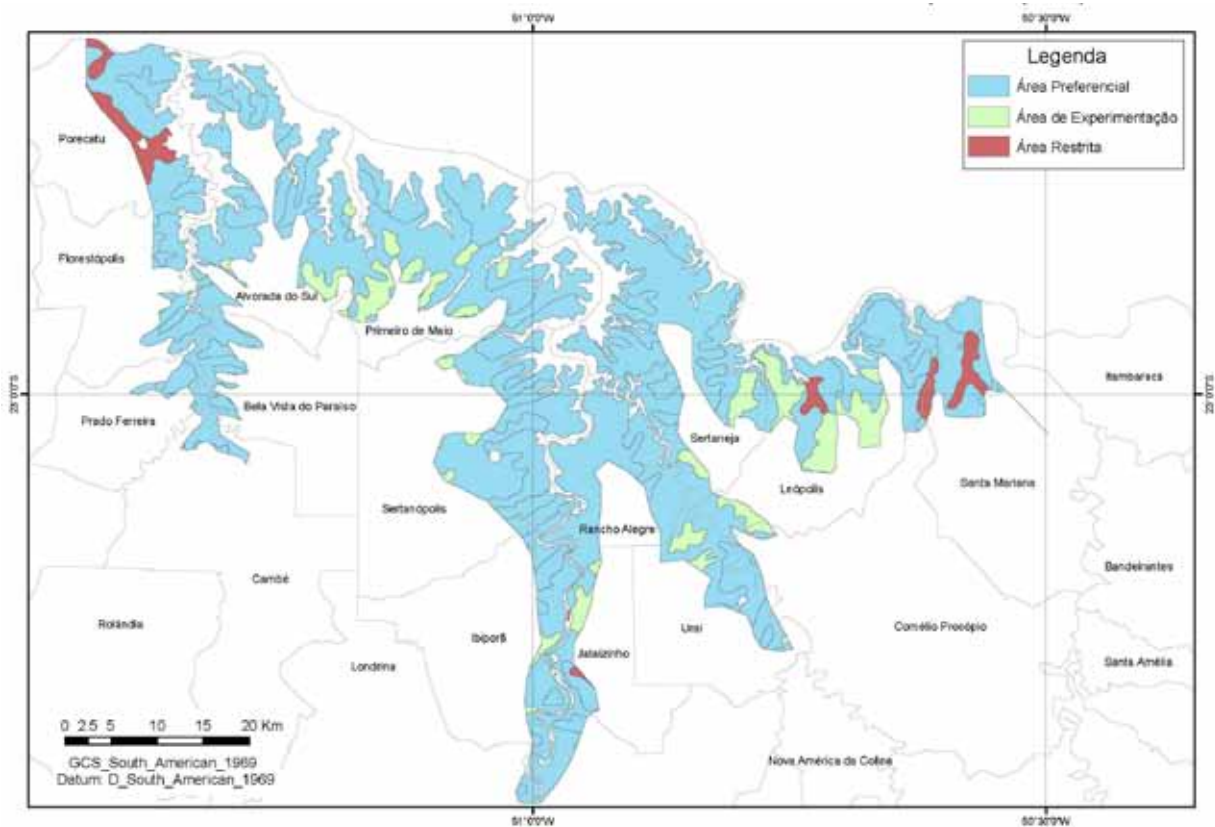 51°0'0"W
50°30'0"W
Legenda
Área Preferencial
Área de Experimentação
Área Restrita
Porecatu
Florestópolis
Alvorada do Sul
Primeiro de Maio
23°0'0"S
23°0'0"S
Itambaracá
Prado Ferreira
Bela Vista do Paraíso
Sertaneja
Leópolis
Santa Mariana
Sertanópolis
Rancho Alegre
Bandeirantes
Cambé
Rolândia
Ibiporã
Uraí
Cornélio Procópio
Londrina
Jataizinho
Santa Amélia
0 2.5 5 10 15 20 Km
GCS_South_American_1969
Datum: D_South_American_1969
Nova América da Colina
51°0'0"W
50°30'0"W